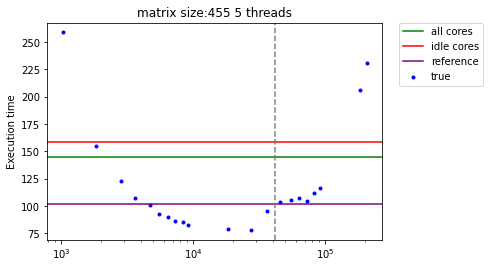 matrix size:455 5 threads
all cores
idle cores
reference
true
Execution time
250
225
200
175
150
125
100
75
10³
10⁴
10⁵